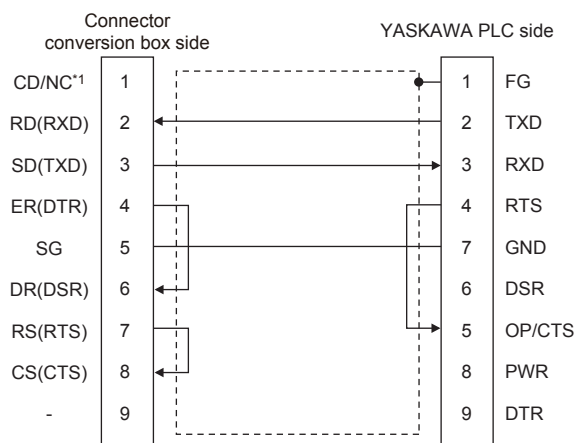 Connector
conversion box side
YASKAWA PLC side
CD/NC*1 1 1 FG
RD(RXD) 2 2 TXD
SD(TXD) 3 3 RXD
ER(DTR) 4 4 RTS
SG 5 7 GND
DR(DSR) 6 6 DSR
RS(RTS) 7 5 OP/CTS
CS(CTS) 8 8 PWR
- 9 9 DTR